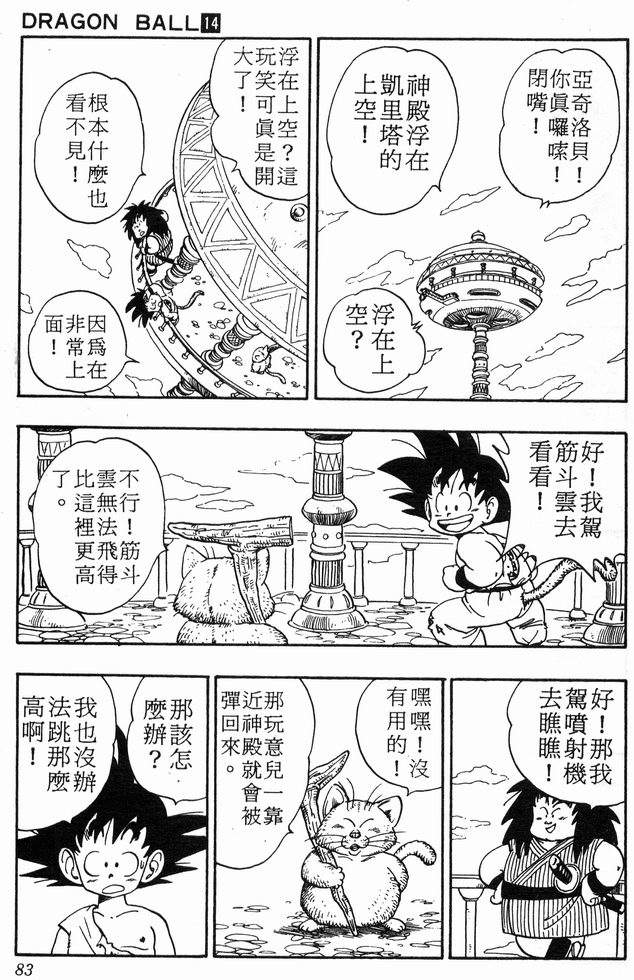 DRAGON BALL 14
亞奇洛貝！
你真囉嗦！
閉嘴！
神殿浮在
凱里塔的
上空！
浮在上
空？
浮在上空？這
玩笑可真是開
大了！
根本什麼也
看不見！
因爲在
非常上
面！
好！我駕
筋斗雲去
看看！
不行！筋斗
雲無法飛得
比這裡更高
了。
好！那我
駕噴射機
去瞧瞧！
嘿嘿！沒
有用的！
那玩意兒一靠
近神殿就會被
彈回來。
那該怎
麼辦？
我也沒辦
法跳那麼
高啊！
83